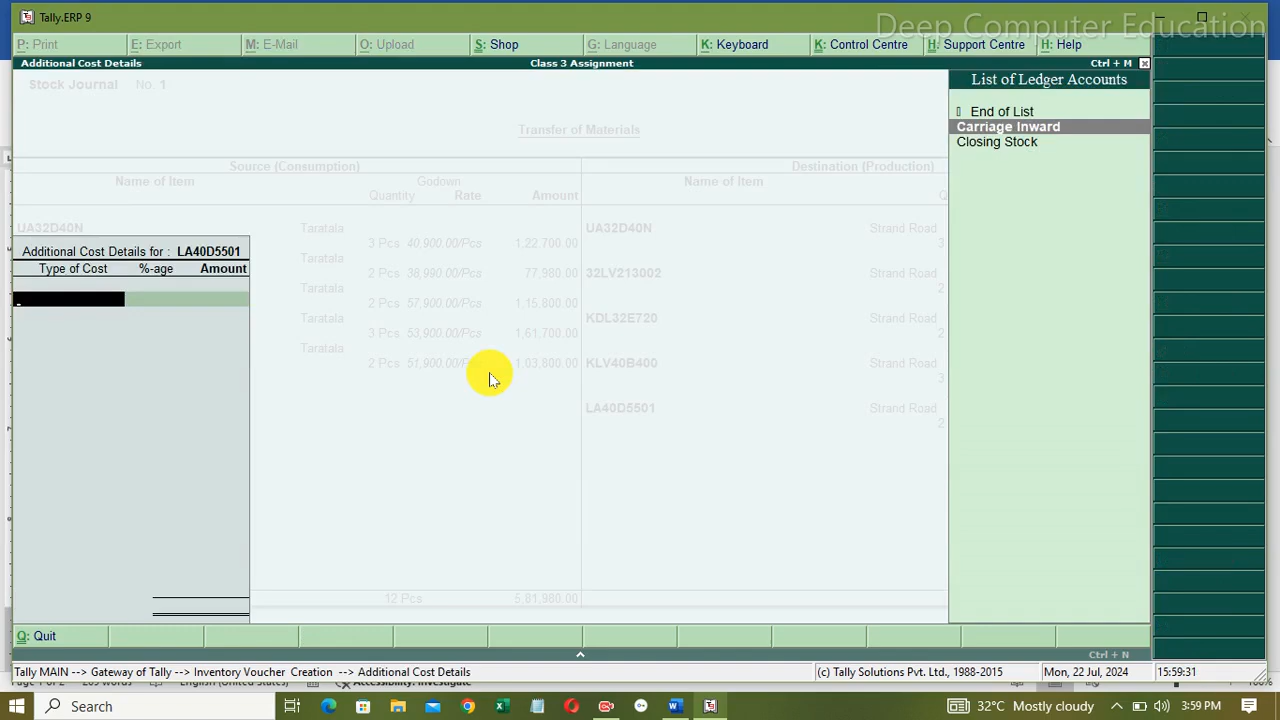 Tally.ERP 9
Deep Computer Education
P: Print E: Export M: E-Mail O: Upload S: Shop G: Language K: Keyboard K: Control Centre H: Support Centre H: Help
Additional Cost Details Class 3 Assignment Ctrl + M
Stock Journal No. 1
Transfer of Materials
Source (Consumption) Destination (Production)
Name of Item Godown Name of Item
Quantity Rate Amount Q
UA32D40N Taratala UA32D40N Strand Road
3 Pcs 40,900.00/Pcs 1,22,700.00 3
Taratala
2 Pcs 38,990.00/Pcs 77,980.00 32LV213002 Strand Road
2
Taratala
2 Pcs 57,900.00/Pcs 1,15,800.00
Taratala KDL32E720 Strand Road
3 Pcs 53,900.00/Pcs 1,61,700.00 2
Taratala
2 Pcs 51,900.00/Pcs 1,03,800.00 KLV40B400 Strand Road
3
LA40D5501 Strand Road
2
12 Pcs 5,81,980.00
Additional Cost Details for : LA40D5501
Type of Cost %-age Amount
List of Ledger Accounts
End of List
Carriage Inward
Closing Stock
Q: Quit
Ctrl + N
Tally MAIN --> Gateway of Tally --> Inventory Voucher Creation --> Additional Cost Details (c) Tally Solutions Pvt. Ltd., 1988-2015 Mon, 22 Jul, 2024 15:59:31
Search 32°C Mostly cloudy 3:59 PM